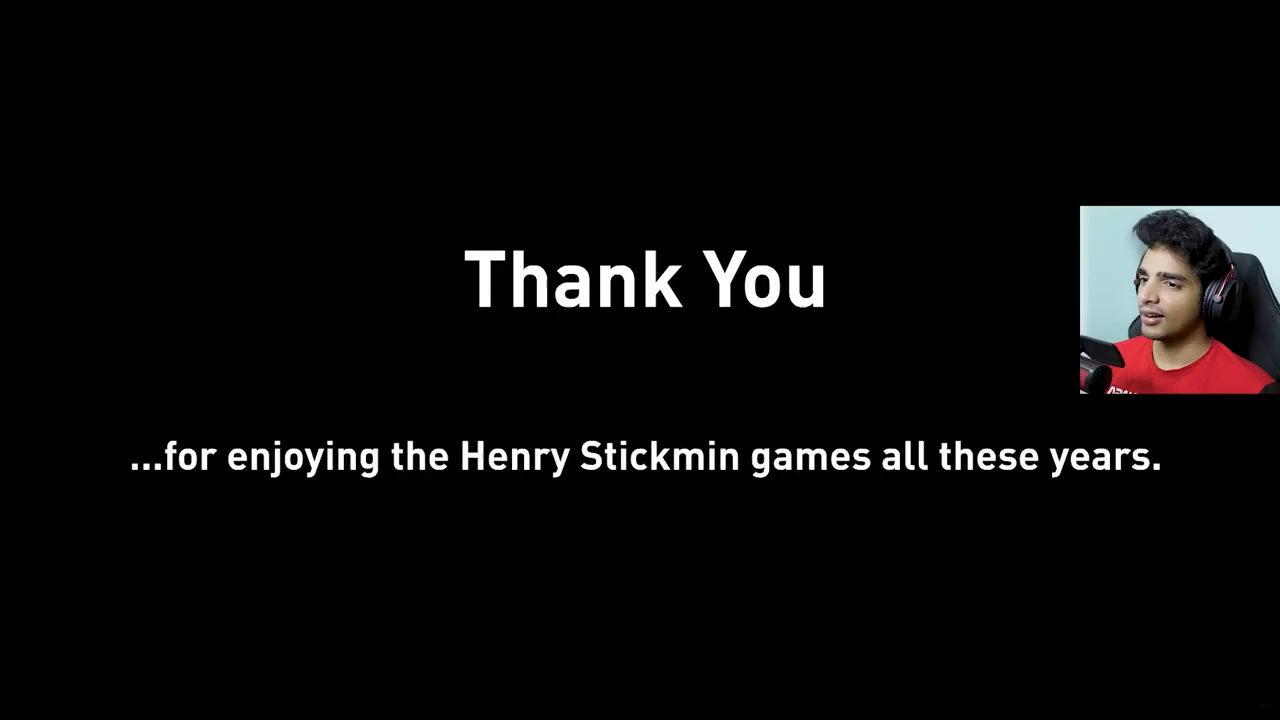 Thank You
...for enjoying the Henry Stickmin games all these years.